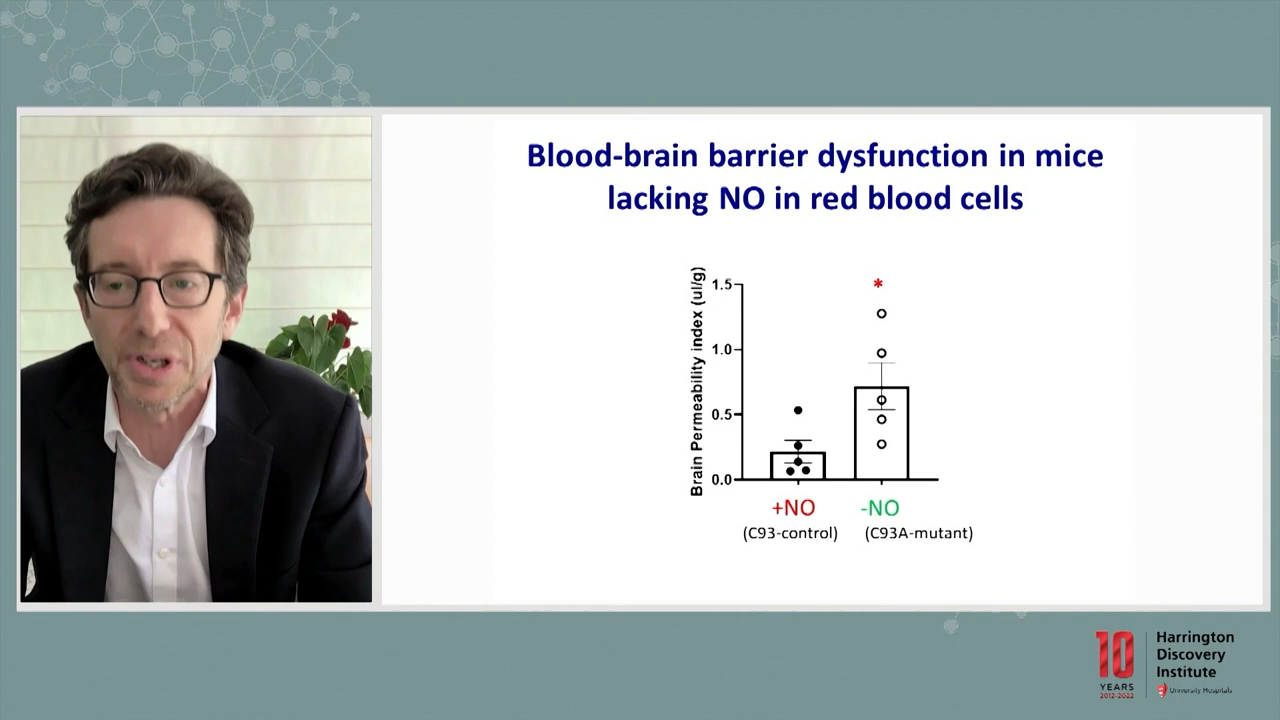 Blood-brain barrier dysfunction in mice
lacking NO in red blood cells
Brain Permeability index (ul/g)
1.5
*
1.0
0.5
0.0
+NO
-NO
(C93-control)
(C93A-mutant)
10
YEARS
2012-2022
Harrington
Discovery
Institute
University Hospitals